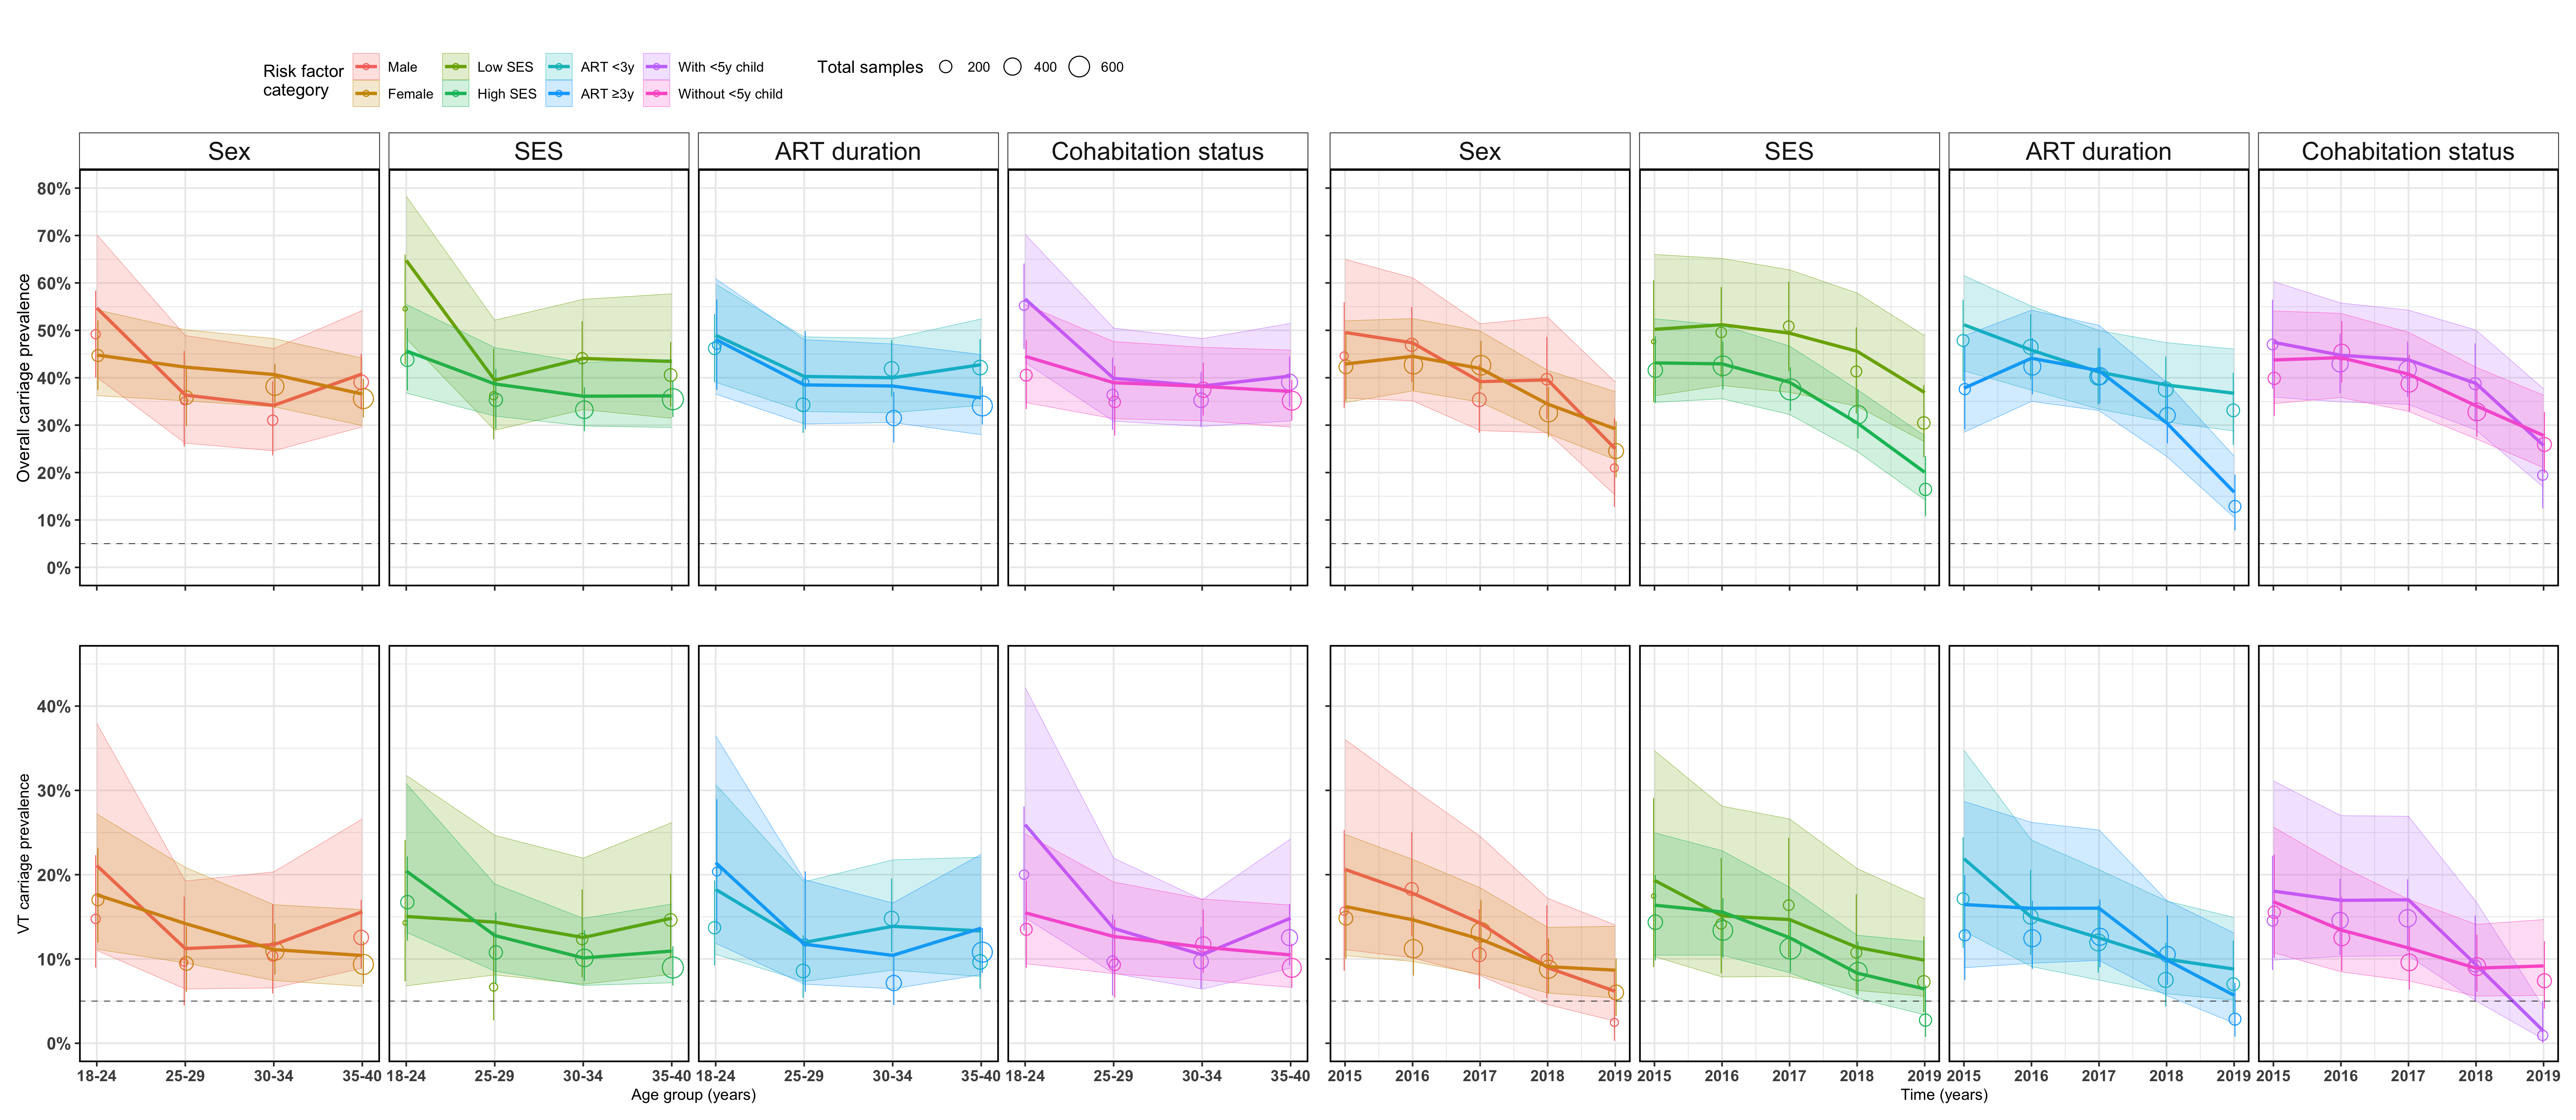 Risk factor
category
Male
Female
Low SES
High SES
ART <3y
ART ≥3y
With <5y child
Without <5y child
Total samples
200
400
600
Sex
SES
ART duration
Cohabitation status
Sex
SES
ART duration
Cohabitation status
Overall carriage prevalence
80%
70%
60%
50%
40%
30%
20%
10%
0%
VT carriage prevalence
40%
30%
20%
10%
0%
18-24 25-29 30-34 35-40 18-24 25-29 30-34 35-40 18-24 25-29 30-34 35-40 18-24 25-29 30-34 35-40
2015 2016 2017 2018 2019 2015 2016 2017 2018 2019 2015 2016 2017 2018 2019 2015 2016 2017 2018 2019
Age group (years)
Time (years)